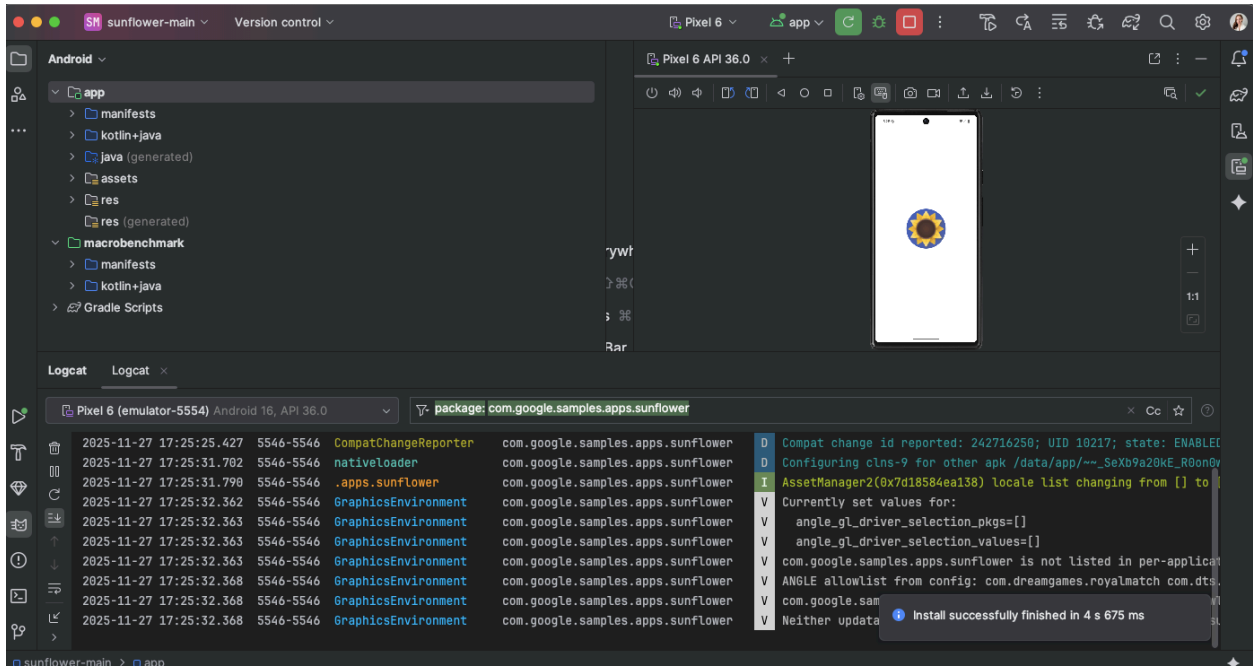 SM sunflower-main Version control Pixel 6 app
Android
app
manifests
kotlin+java
java (generated)
assets
res
res (generated)
macrobenchmark
manifests
kotlin+java
Gradle Scripts
Bar
Pixel 6 API 36.0
1:1
Logcat Logcat
Pixel 6 (emulator-5554) Android 16, API 36.0 package: com.google.samples.apps.sunflower Cc
2025-11-27 17:25:25.427 5546-5546 CompatChangeReporter com.google.samples.apps.sunflower D Compat change id reported: 242716250; UID 10217; state: ENABLED
2025-11-27 17:25:31.702 5546-5546 nativeloader com.google.samples.apps.sunflower D Configuring clns-9 for other apk /data/app/~~_SeXb9a20kE_R0on0w
2025-11-27 17:25:31.790 5546-5546 .apps.sunflower com.google.samples.apps.sunflower I AssetManager2(0x7d18584ea138) locale list changing from [] to [
2025-11-27 17:25:32.362 5546-5546 GraphicsEnvironment com.google.samples.apps.sunflower V Currently set values for:
2025-11-27 17:25:32.363 5546-5546 GraphicsEnvironment com.google.samples.apps.sunflower V angle_gl_driver_selection_pkgs=[]
2025-11-27 17:25:32.363 5546-5546 GraphicsEnvironment com.google.samples.apps.sunflower V angle_gl_driver_selection_values=[]
2025-11-27 17:25:32.363 5546-5546 GraphicsEnvironment com.google.samples.apps.sunflower V com.google.samples.apps.sunflower is not listed in per-applicat
2025-11-27 17:25:32.368 5546-5546 GraphicsEnvironment com.google.samples.apps.sunflower V ANGLE allowlist from config: com.dreamgames.royalmatch com.dts.
2025-11-27 17:25:32.368 5546-5546 GraphicsEnvironment com.google.samples.apps.sunflower V com.google.sam
2025-11-27 17:25:32.368 5546-5546 GraphicsEnvironment com.google.samples.apps.sunflower V Neither updata
Install successfully finished in 4 s 675 ms
sunflower-main > app